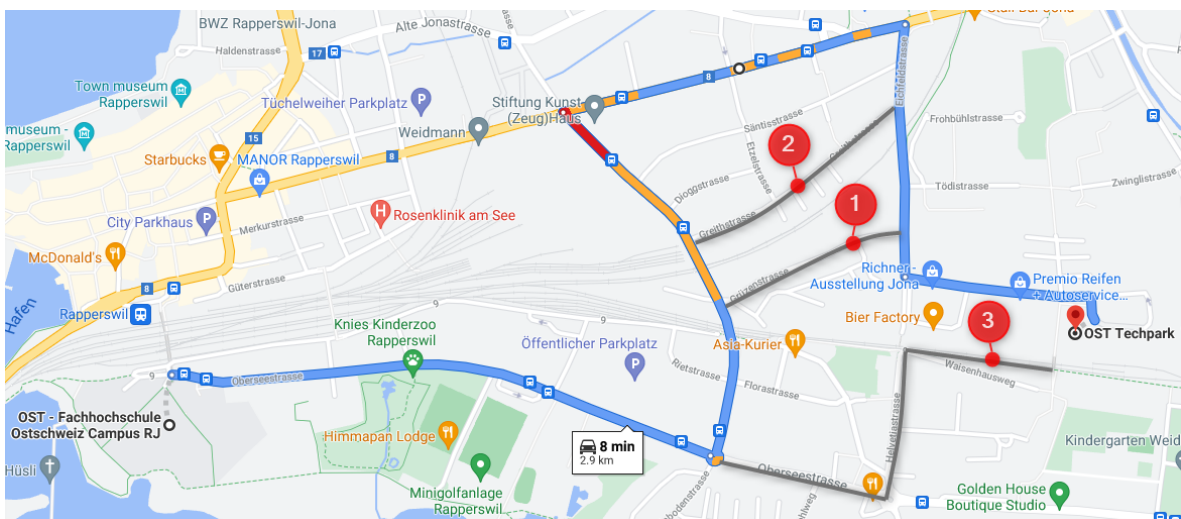 BWZ Rapperswil-Jona
Alte Jonastrasse
Haldenstrasse
17
Town museum
Rapperswil
Tüchelweiher Parkplatz
Stiftung Kunst
(Zeug)Haus
8
Eichfeldstrasse
museum -
Rapperswil
Weidmann
Säntisstrasse
Frohbühlstrasse
15
Starbucks
MANOR Rapperswil
8
2
Etzelstrasse
Greithstrasse
Zwinglistrasse
Tödistrasse
Dioggstrasse
City Parkhaus
Merkurstrasse
Rosenklinik am See
1
Greithstrasse
McDonald's
Güterstrasse
8
Grüzenstrasse
Richner -
Ausstellung Jona
Premio Reifen
+ Autoservice...
Hafen
Rapperswil
9
9
Bier Factory
3
OST Techpark
Knies Kinderzoo
Rapperswil
Öffentlicher Parkplatz
Asia-Kurier
Waisenhausweg
9
Oberseestrasse
Rietstrasse
Florastrasse
OST - Fachhochschule
Ostschweiz Campus RJ
Himmapan Lodge
8 min
2.9 km
Helvetiastrasse
Kindergarten Weid
Hüsli
Minigolfanlage
Rapperswil
Oberseestrasse
Golden House
Boutique Studio